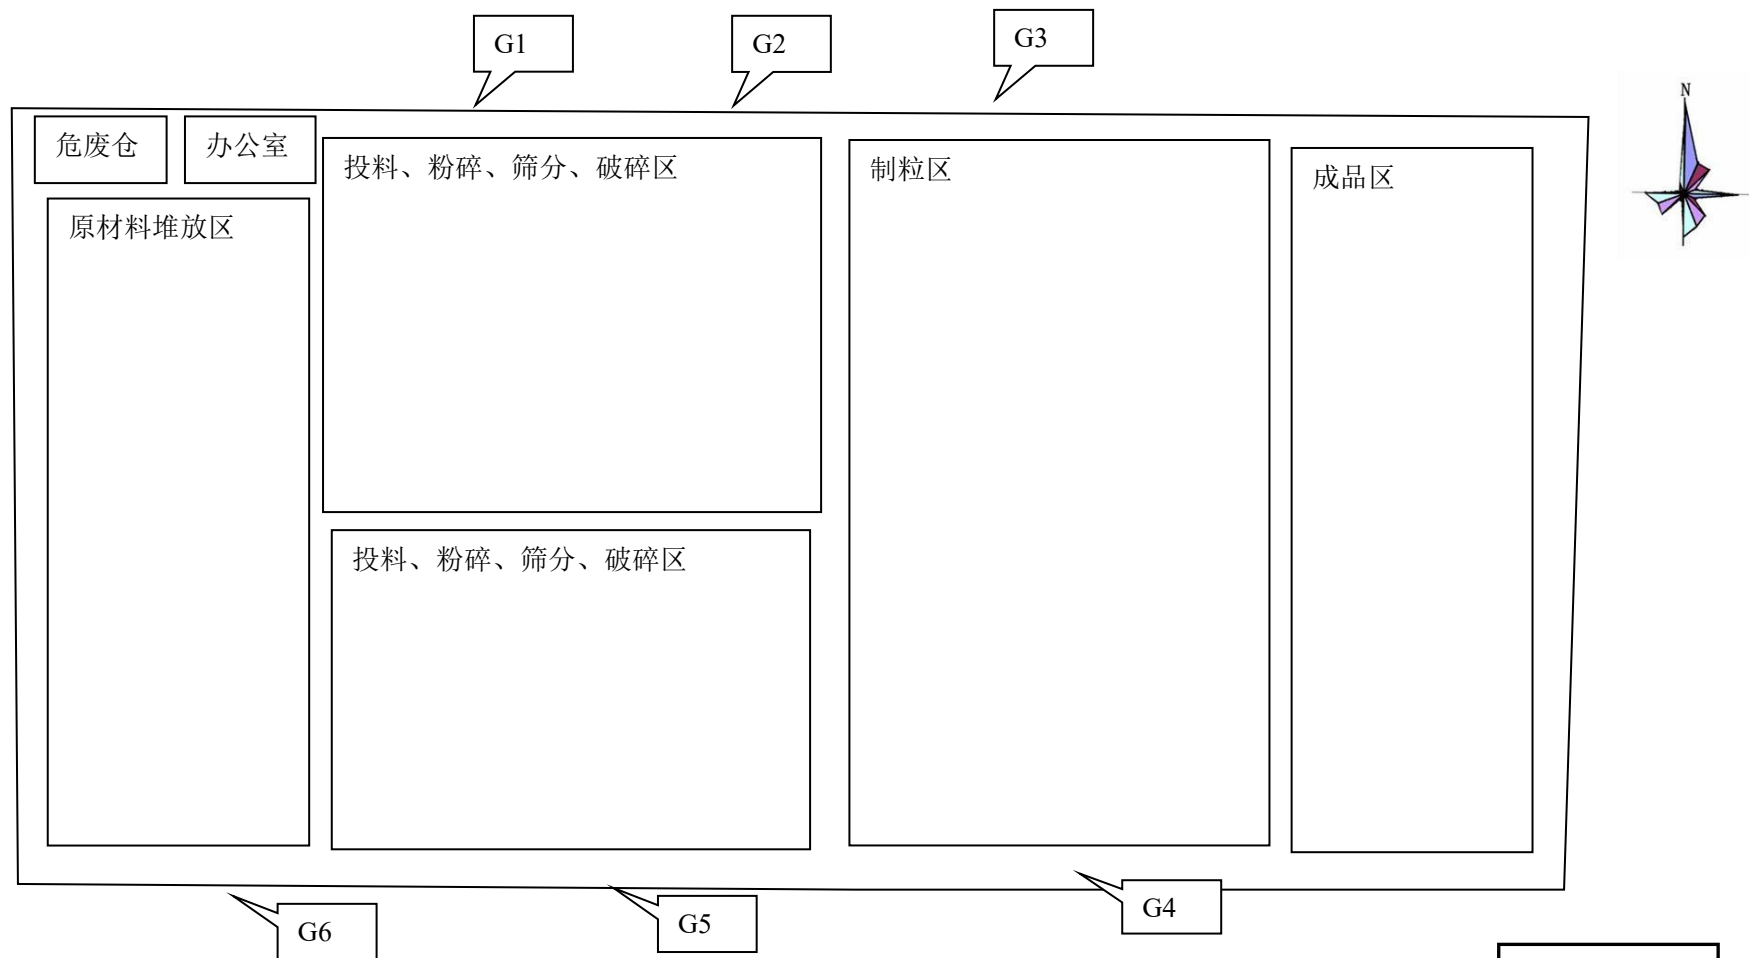 G1
G2
G3
N
危废仓
办公室
投料、粉碎、筛分、破碎区
制粒区
成品区
原材料堆放区
投料、粉碎、筛分、破碎区
G4
G5
G6